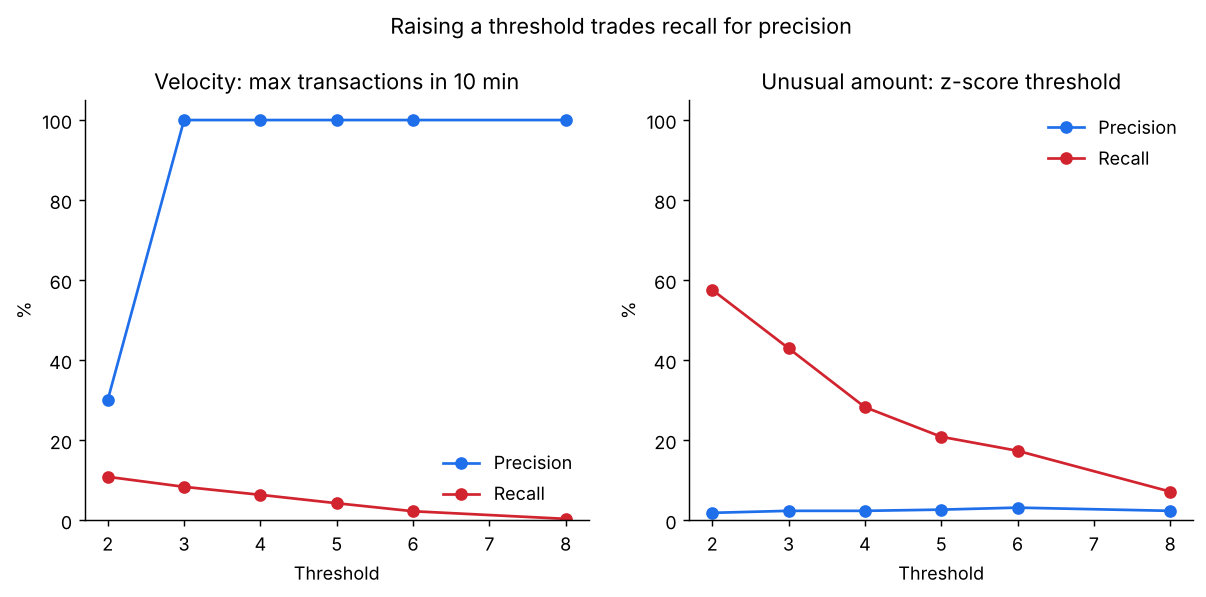 Raising a threshold trades recall for precision
Velocity: max transactions in 10 min
100
80
60
40
20
0
%
2 3 4 5 6 7 8
Threshold
Precision
Recall
Unusual amount: z-score threshold
100
80
60
40
20
0
%
2 3 4 5 6 7 8
Threshold
Precision
Recall